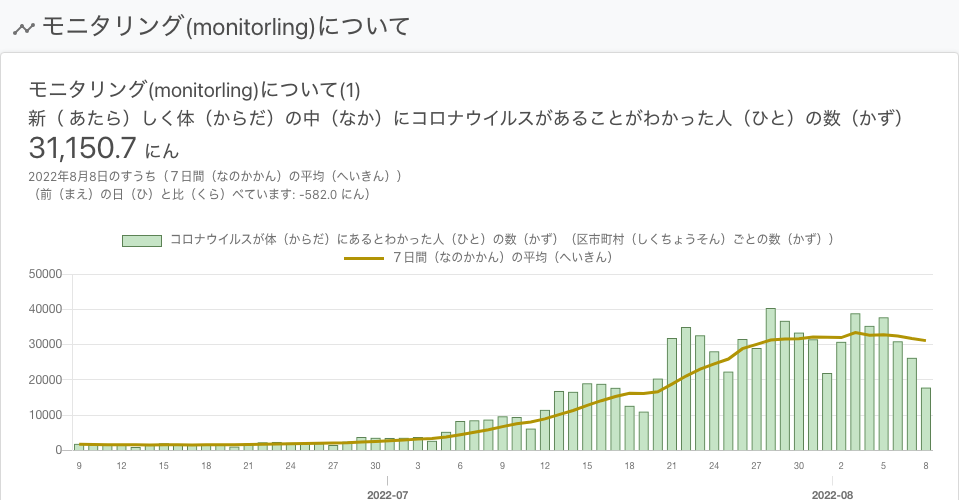 モニタリング(monitorling)について
モニタリング(monitorling)について(1)
新（ あたら）しく体（からだ）の中（なか）にコロナウイルスがあることがわかった人（ひと）の数（かず）
31,150.7 にん
2022年8月8日のすうち（７日間（なのかかん）の平均（へいきん））
（前（まえ）の日（ひ）と比（くら）べています: -582.0 にん）
コロナウイルスが体（からだ）にあるとわかった人（ひと）の数（かず）（区市町村（しくちょうそん）ごとの数（かず））
７日間（なのかかん）の平均（へいきん）
50000
40000
30000
20000
10000
0
9 12 15 18 21 24 27 30 3 6 9 12 15 18 21 24 27 30 2 5 8
2022-07 2022-08